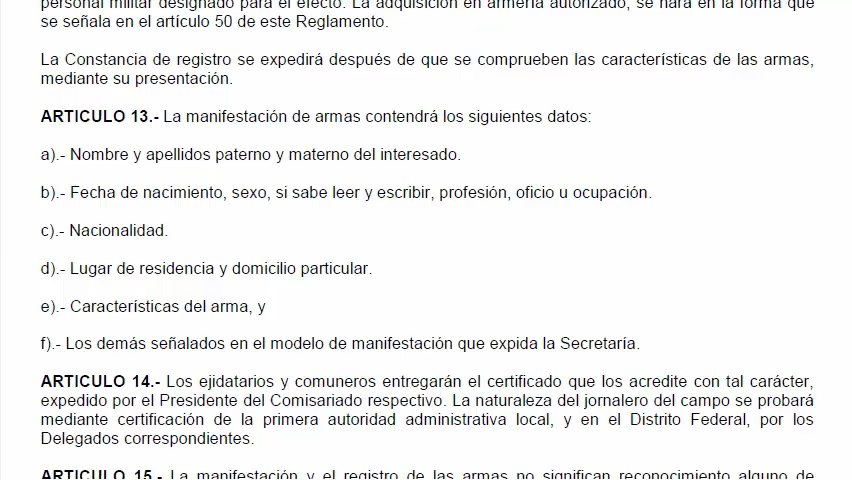 personal militar designado para el efecto. La adquisición en armería autorizado, se hará en la forma que
se señala en el artículo 50 de este Reglamento.
La Constancia de registro se expedirá después de que se comprueben las características de las armas,
mediante su presentación.
ARTICULO 13.- La manifestación de armas contendrá los siguientes datos:
a).- Nombre y apellidos paterno y materno del interesado.
b).- Fecha de nacimiento, sexo, si sabe leer y escribir, profesión, oficio u ocupación.
c).- Nacionalidad.
d).- Lugar de residencia y domicilio particular.
e).- Características del arma, y
f).- Los demás señalados en el modelo de manifestación que expida la Secretaría.
ARTICULO 14.- Los ejidatarios y comuneros entregarán el certificado que los acredite con tal carácter,
expedido por el Presidente del Comisariado respectivo. La naturaleza del jornalero del campo se probará
mediante certificación de la primera autoridad administrativa local, y en el Distrito Federal, por los
Delegados correspondientes.
ARTICULO 15.- La manifestación y el registro de las armas no significan reconocimiento alguno de